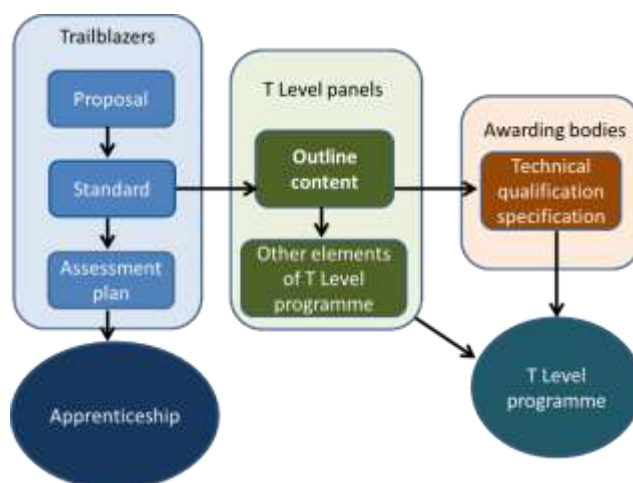 Trailblazers
Proposal
Standard
Assessment
plan
Apprenticeship
T Level panels
Outline
content
Other elements
of T Level
programme
Awarding bodies
Technical
qualification
specification
T Level
programme